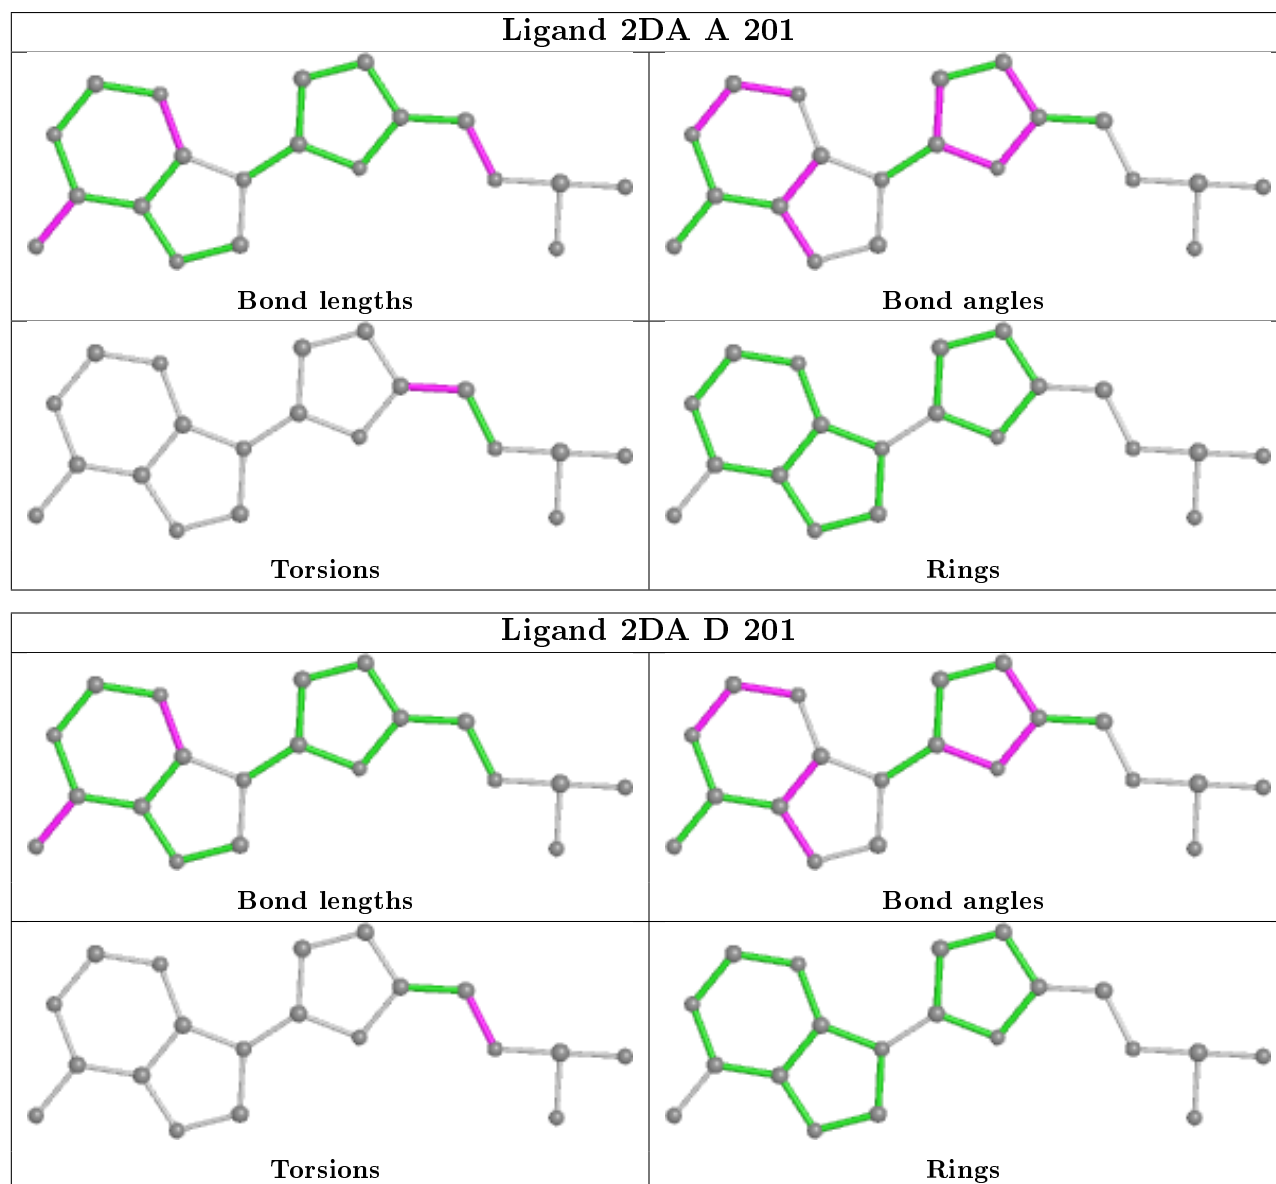 Ligand 2DA A 201
Bond lengths
Bond angles
Torsions
Rings
Ligand 2DA D 201
Bond lengths
Bond angles
Torsions
Rings